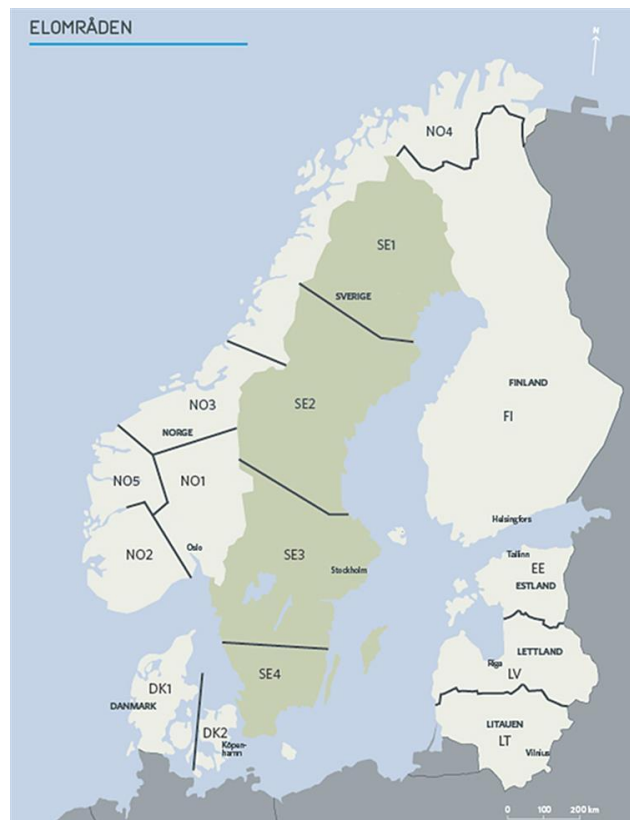 ELOMRÅDEN
N
NO4
SE1
SVERIGE
FINLAND
NO3
SE2
FI
NORGE
NO5
NO1
Helsingfors
Oslo
NO2
SE3
Tallinn
EE
Stockholm
ESTLAND
LETTLAND
Riga
LV
SE4
DK1
DANMARK
LITAUEN
DK2
LT
Köpen-
hamn
Vilnius
0 100 200 km